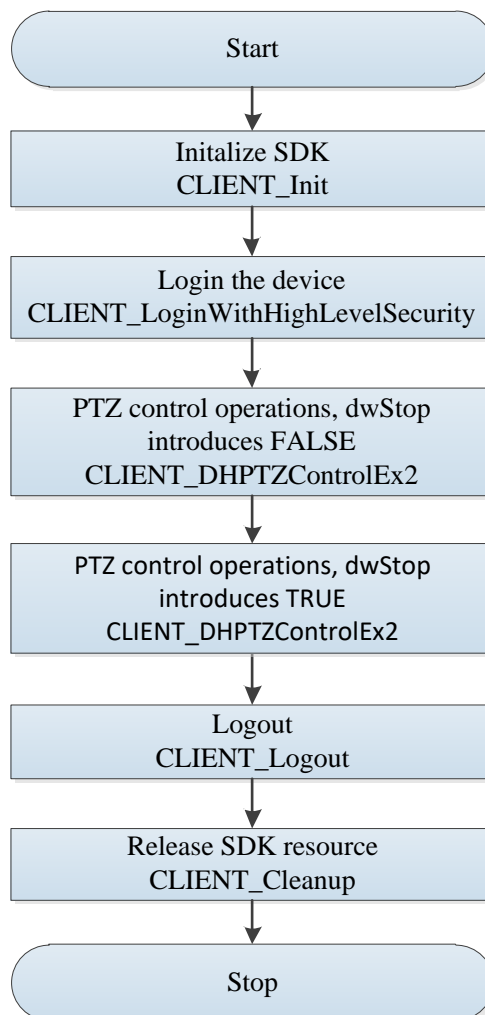 Start
Initalize SDK
CLIENT_Init
Login the device
CLIENT_LoginWithHighLevelSecurity
PTZ control operations, dwStop
introduces FALSE
CLIENT_DHPTZControlEx2
PTZ control operations, dwStop
introduces TRUE
CLIENT_DHPTZControlEx2
Logout
CLIENT_Logout
Release SDK resource
CLIENT_Cleanup
Stop